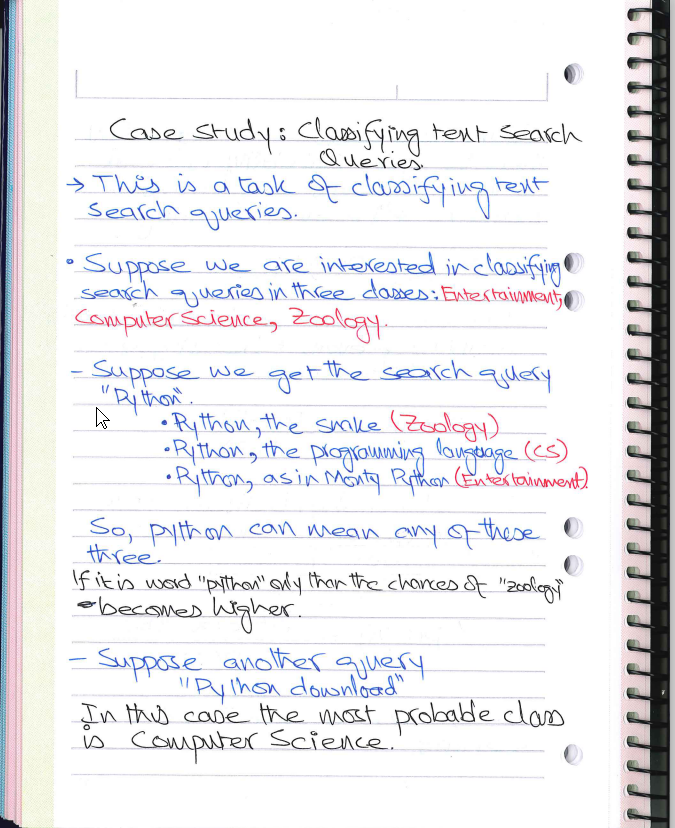 Case Study: Classifying text Search
Queries.
→ This is a task of classifying text
search queries.
• Suppose we are interested in classifying
search queries in three classes: Entertainment,
Computer Science, Zoology.
- Suppose we get the search query
"Python".
• Python, the snake (Zoology)
• Python, the programming language (CS)
• Python, as in Monty Python (Entertainment).
So, python can mean any of these
three.
If it is word "python" only than the chances of "zoology"
becomes higher.
- Suppose another query
"Python download"
In this case the most probable class
is Computer Science.